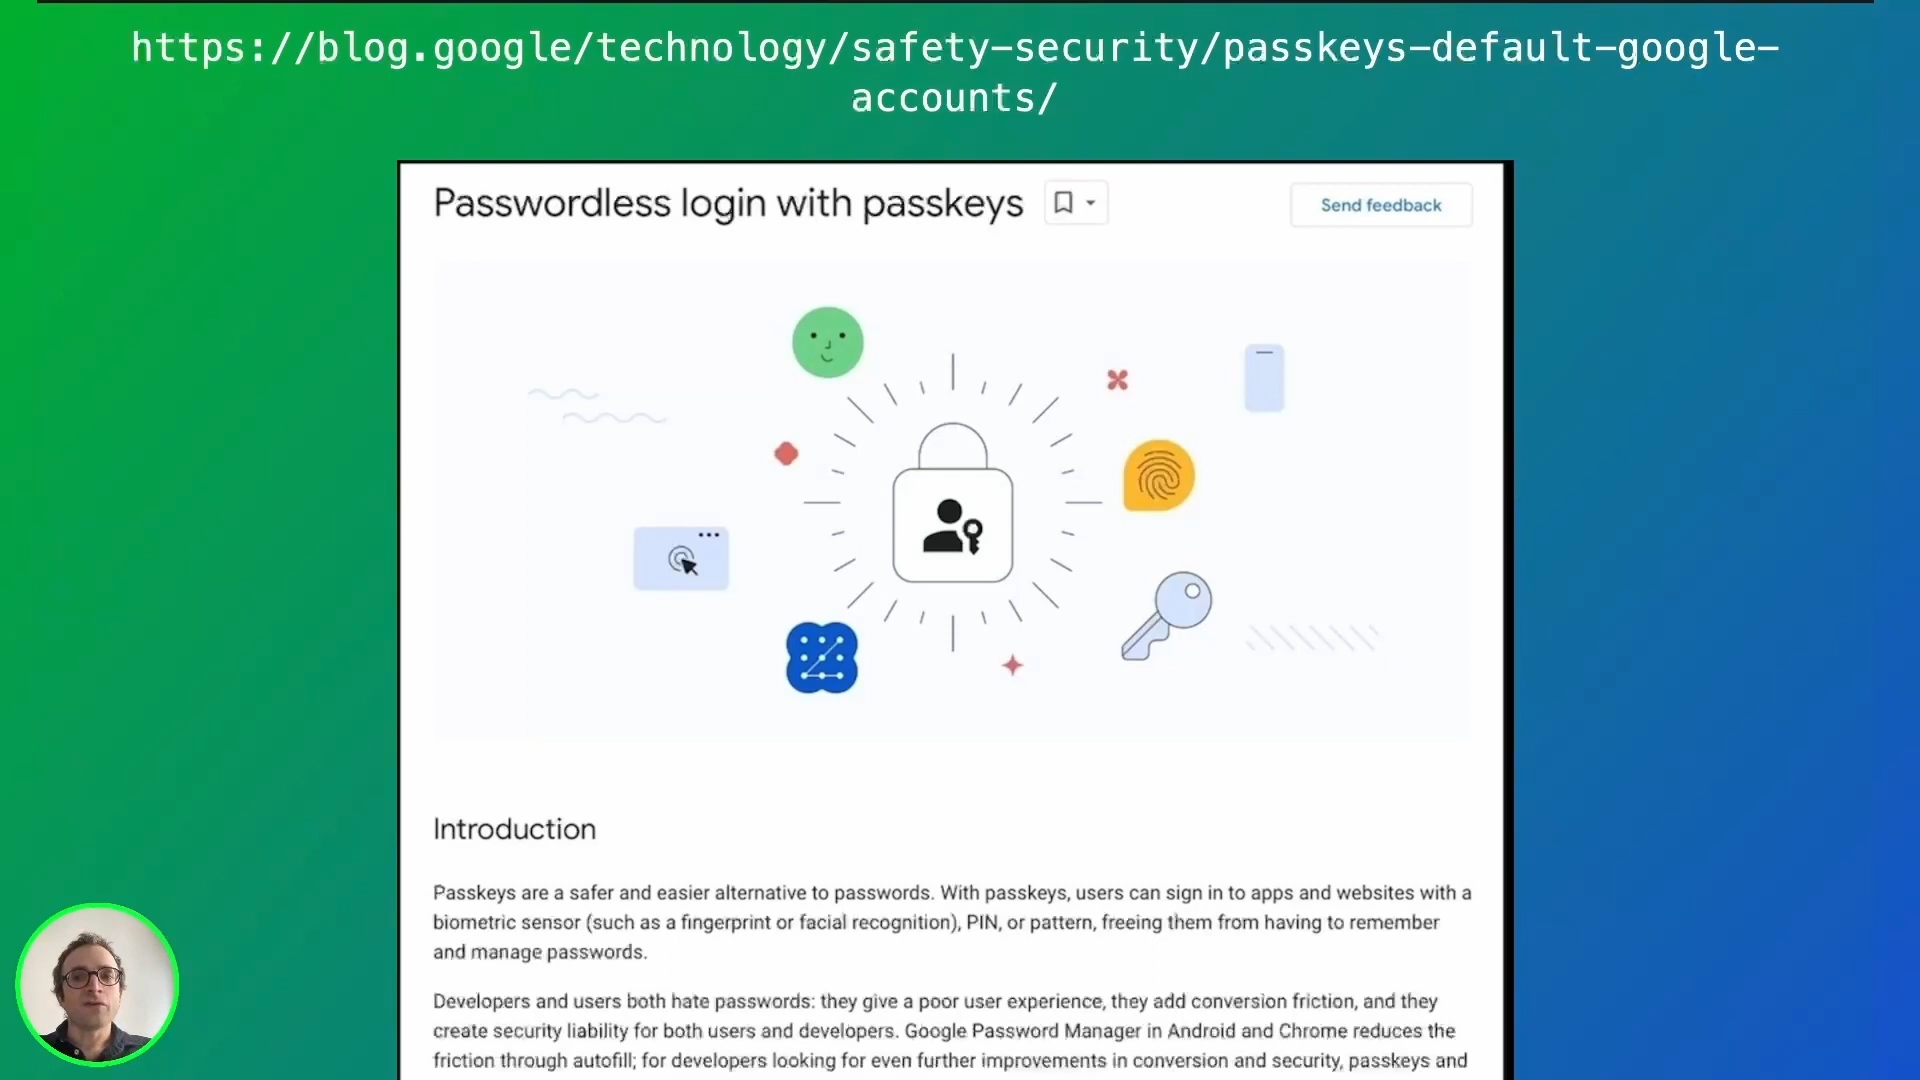 https://blog.google/technology/safety-security/passkeys-default-google-
accounts/
Passwordless login with passkeys
Send feedback
Introduction
Passkeys are a safer and easier alternative to passwords. With passkeys, users can sign in to apps and websites with a
biometric sensor (such as a fingerprint or facial recognition), PIN, or pattern, freeing them from having to remember
and manage passwords.
Developers and users both hate passwords: they give a poor user experience, they add conversion friction, and they
create security liability for both users and developers. Google Password Manager in Android and Chrome reduces the
friction through autofill; for developers looking for even further improvements in conversion and security, passkeys and